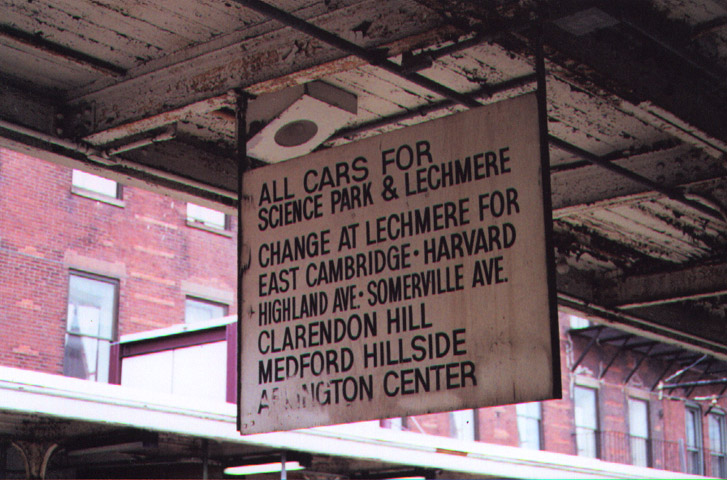 ALL CARS FOR
SCIENCE PARK & LECHMERE
CHANGE AT LECHMERE FOR
EAST CAMBRIDGE • HARVARD
HIGHLAND AVE. • SOMERVILLE AVE.
CLARENDON HILL
MEDFORD HILLSIDE
ARLINGTON CENTER